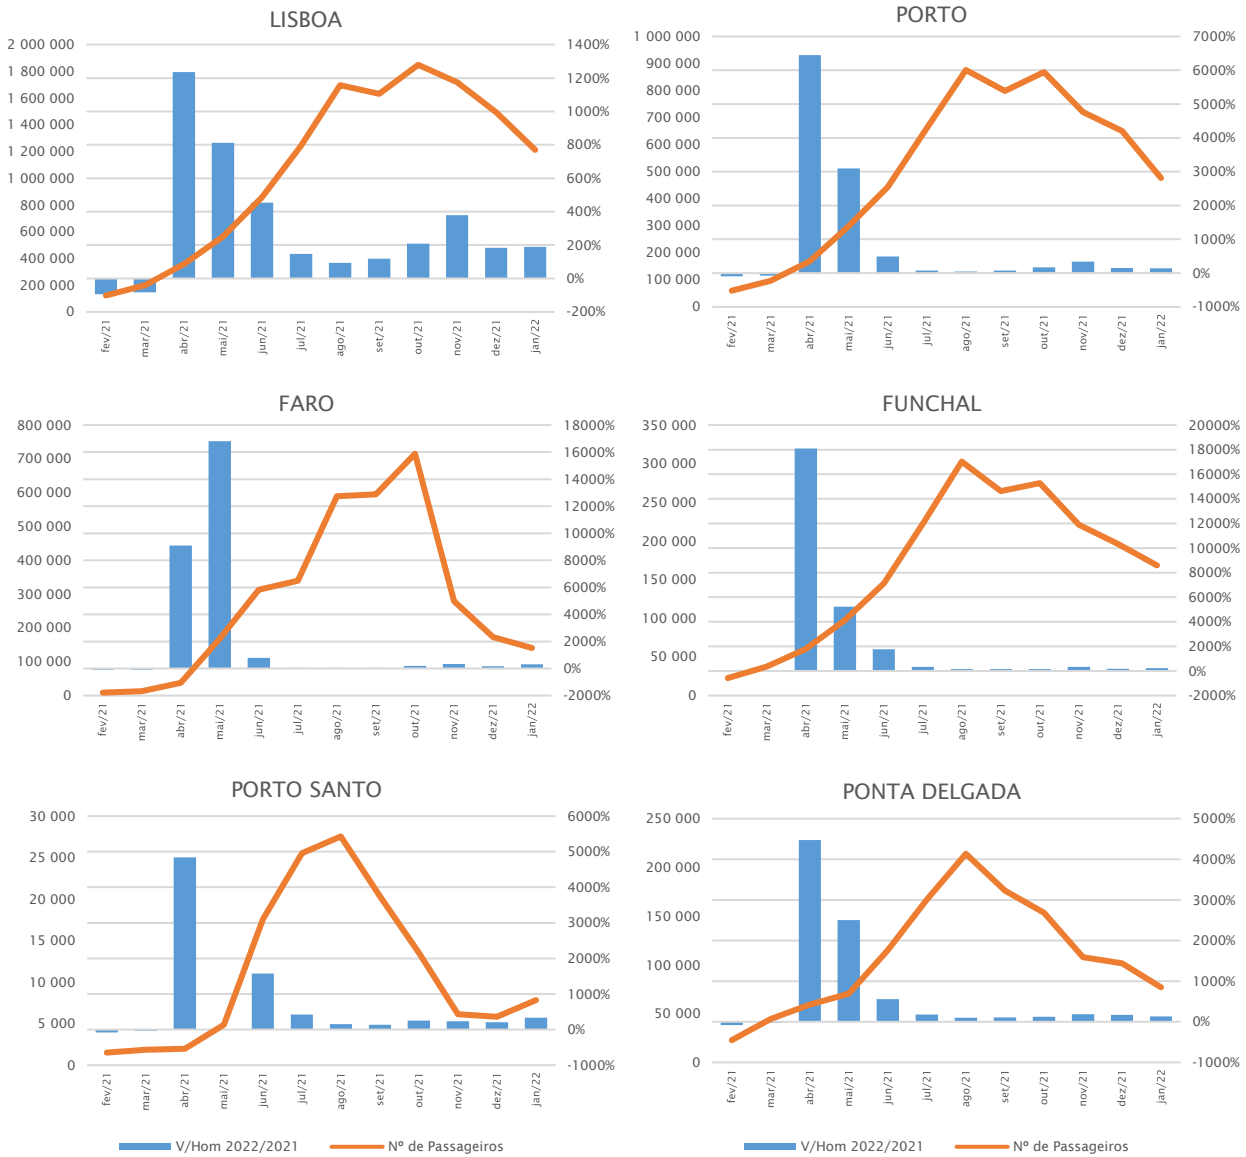 LISBOA
2 000 000
1 800 000
1 600 000
1 400 000
1 200 000
1 000 000
800 000
600 000
400 000
200 000
0
1400%
1200%
1000%
800%
600%
400%
200%
0%
-200%
fev/21
mar/21
abr/21
mai/21
jun/21
jul/21
ago/21
set/21
out/21
nov/21
dez/21
jan/22
PORTO
1 000 000
900 000
800 000
700 000
600 000
500 000
400 000
300 000
200 000
100 000
0
7000%
6000%
5000%
4000%
3000%
2000%
1000%
0%
-1000%
fev/21
mar/21
abr/21
mai/21
jun/21
jul/21
ago/21
set/21
out/21
nov/21
dez/21
jan/22
FARO
800 000
700 000
600 000
500 000
400 000
300 000
200 000
100 000
0
18000%
16000%
14000%
12000%
10000%
8000%
6000%
4000%
2000%
0%
-2000%
fev/21
mar/21
abr/21
mai/21
jun/21
jul/21
ago/21
set/21
out/21
nov/21
dez/21
jan/22
FUNCHAL
350 000
300 000
250 000
200 000
150 000
100 000
50 000
0
20000%
18000%
16000%
14000%
12000%
10000%
8000%
6000%
4000%
2000%
0%
-2000%
fev/21
mar/21
abr/21
mai/21
jun/21
jul/21
ago/21
set/21
out/21
nov/21
dez/21
jan/22
PORTO SANTO
30 000
25 000
20 000
15 000
10 000
5 000
0
6000%
5000%
4000%
3000%
2000%
1000%
0%
-1000%
fev/21
mar/21
abr/21
mai/21
jun/21
jul/21
ago/21
set/21
out/21
nov/21
dez/21
jan/22
PONTA DELGADA
250 000
200 000
150 000
100 000
50 000
0
5000%
4000%
3000%
2000%
1000%
0%
-1000%
fev/21
mar/21
abr/21
mai/21
jun/21
jul/21
ago/21
set/21
out/21
nov/21
dez/21
jan/22
V/Hom 2022/2021 Nº de Passageiros
V/Hom 2022/2021 Nº de Passageiros